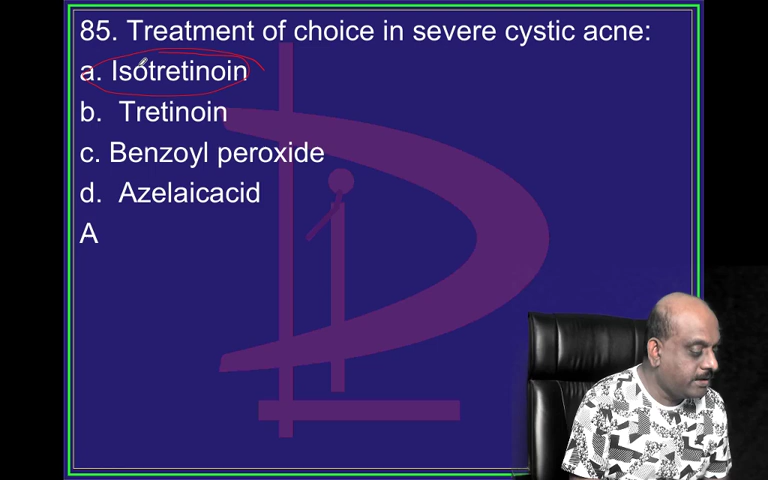 85. Treatment of choice in severe cystic acne:
a. Isotretinoin
b. Tretinoin
c. Benzoyl peroxide
d. Azelaicacid
A